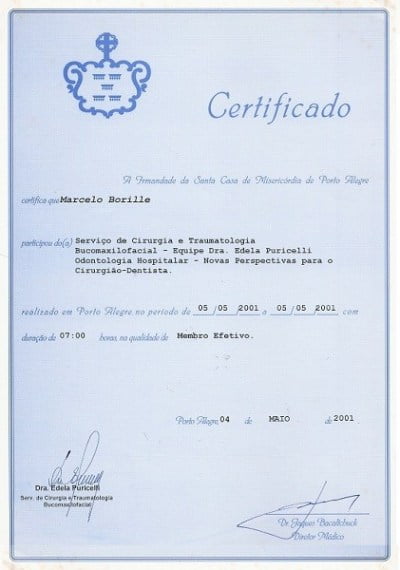 Certificado
A Irmandade da Santa Casa de Misericórdia de Porto Alegre
certifica que Marcelo Borille
participou do(a) Serviço de Cirurgia e Traumatologia
Bucomaxilofacial - Equipe Dra. Edela Puricelli
Odontologia Hospitalar - Novas Perspectivas para o
Cirurgião-Dentista.
realizado em Porto Alegre no período de 05/05/2001 a 05/05/2001 com
duração de 07:00 horas, na qualidade de Membro Efetivo.
Porto Alegre, 04 de MAIO de 2001
Dra. Edela Puricelli
Serv. de Cirurgia e Traumatologia
Bucomaxilofacial
Dr. Jaques Bacaltchuck
Diretor Médico